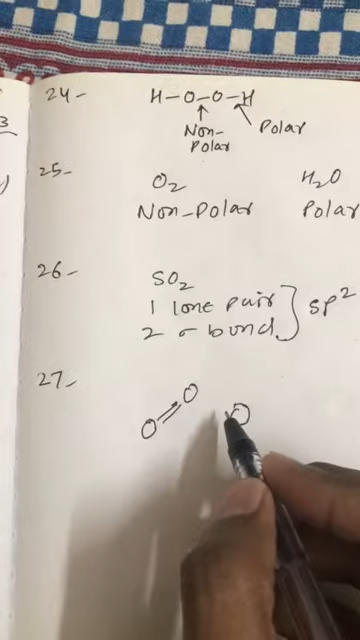 3
24- H-O-O-H
Non-Polar Polar
25- O₂ H₂O
Non-Polar Polar
26- SO₂
1 lone pair
2 σ bond } SP²
27-
O=O O